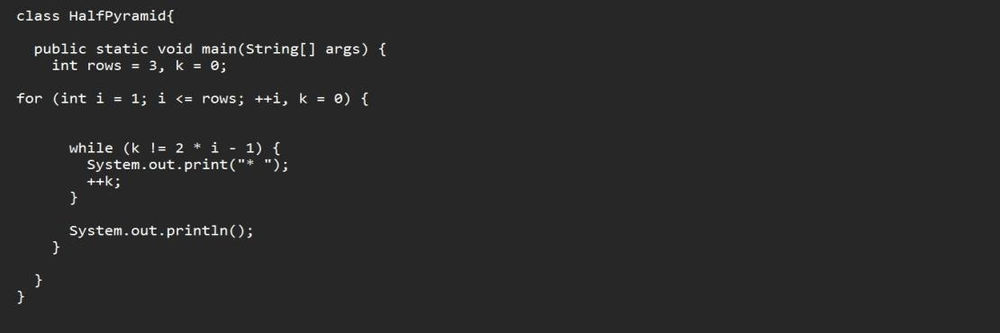 class HalfPyramid{
public static void main(String[] args) {
int rows = 3, k = 0;
for (int i = 1; i <= rows; ++i, k = 0) {
while (k != 2 * i - 1) {
System.out.print("* ");
++k;
}
System.out.println();
}
}
}